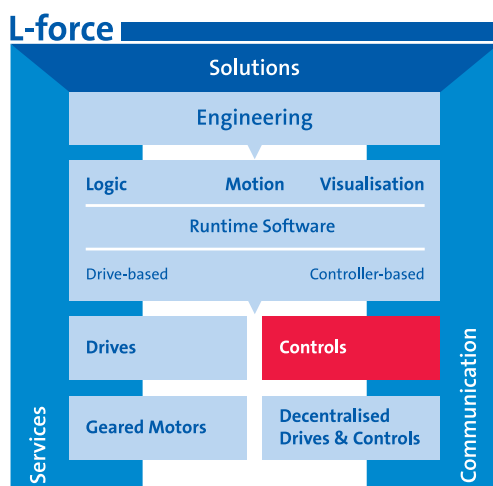 L-force
Solutions
Engineering
Logic Motion Visualisation
Runtime Software
Drive-based Controller-based
Drives Controls
Geared Motors Decentralised
Drives & Controls
Services
Communication